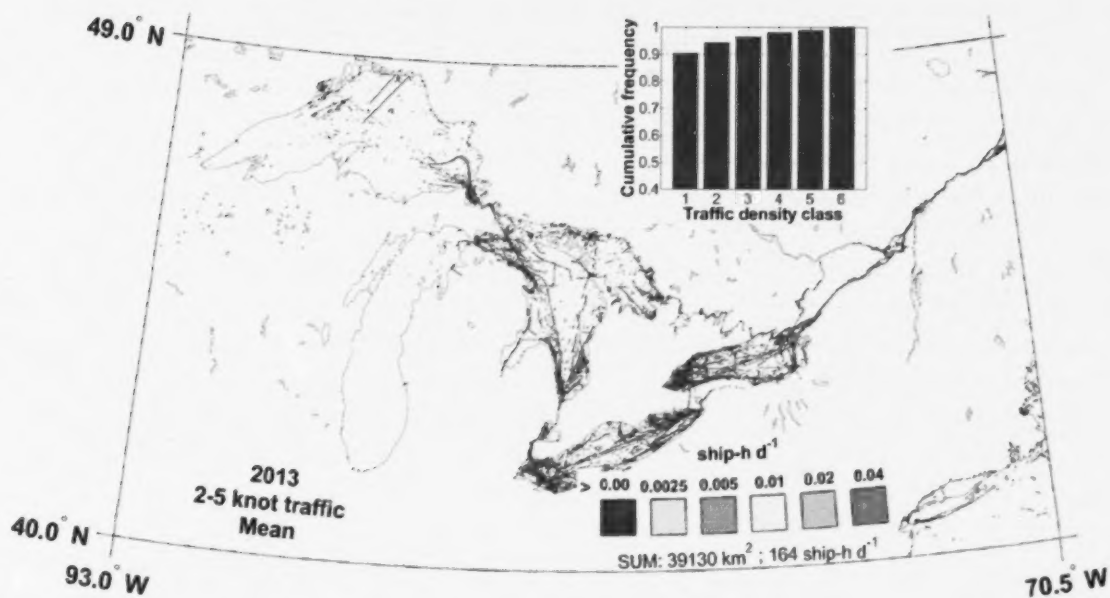 49.0° N
Cumulative frequency
1
0.9
0.8
0.7
0.6
0.5
0.4
1 2 3 4 5 6
Traffic density class
2013
2-5 knot traffic
Mean
ship-h d⁻¹
> 0.00 0.0025 0.005 0.01 0.02 0.04
SUM: 39130 km² ; 164 ship-h d⁻¹
40.0° N
93.0° W
70.5° W